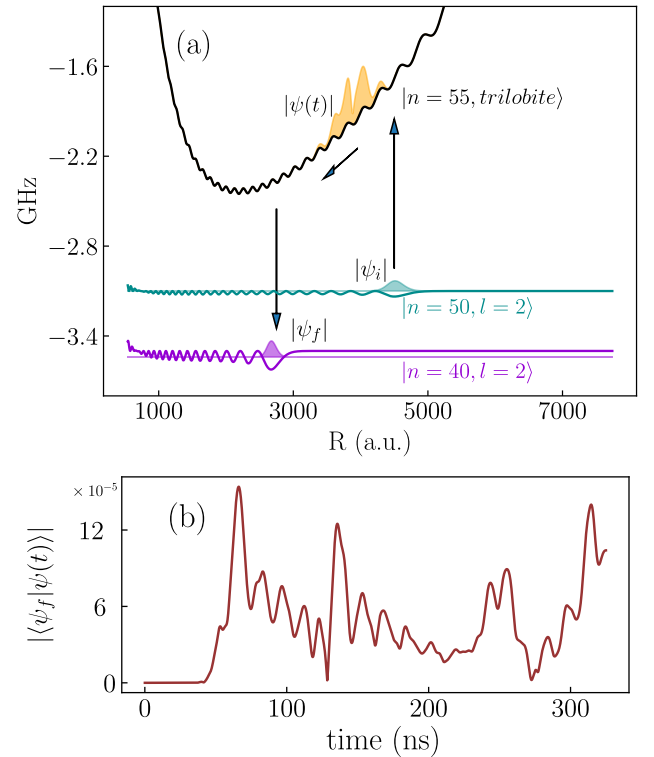 (a)
−1.6
−2.2
−2.8
−3.4
GHz
|ψ(t)|
|n = 55, trilobite⟩
|ψ_i|
|n = 50, l = 2⟩
|ψ_f|
|n = 40, l = 2⟩
1000 3000 5000 7000
R (a.u.)
× 10⁻⁵
(b)
12
6
0
|⟨ψ_f|ψ(t)⟩|
0 100 200 300
time (ns)